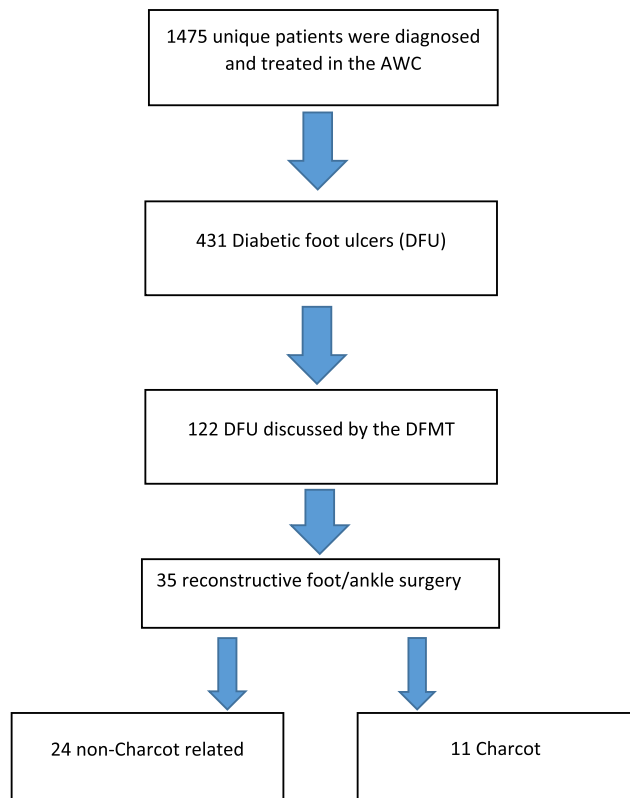 1475 unique patients were diagnosed
and treated in the AWC
431 Diabetic foot ulcers (DFU)
122 DFU discussed by the DFMT
35 reconstructive foot/ankle surgery
24 non-Charcot related
11 Charcot